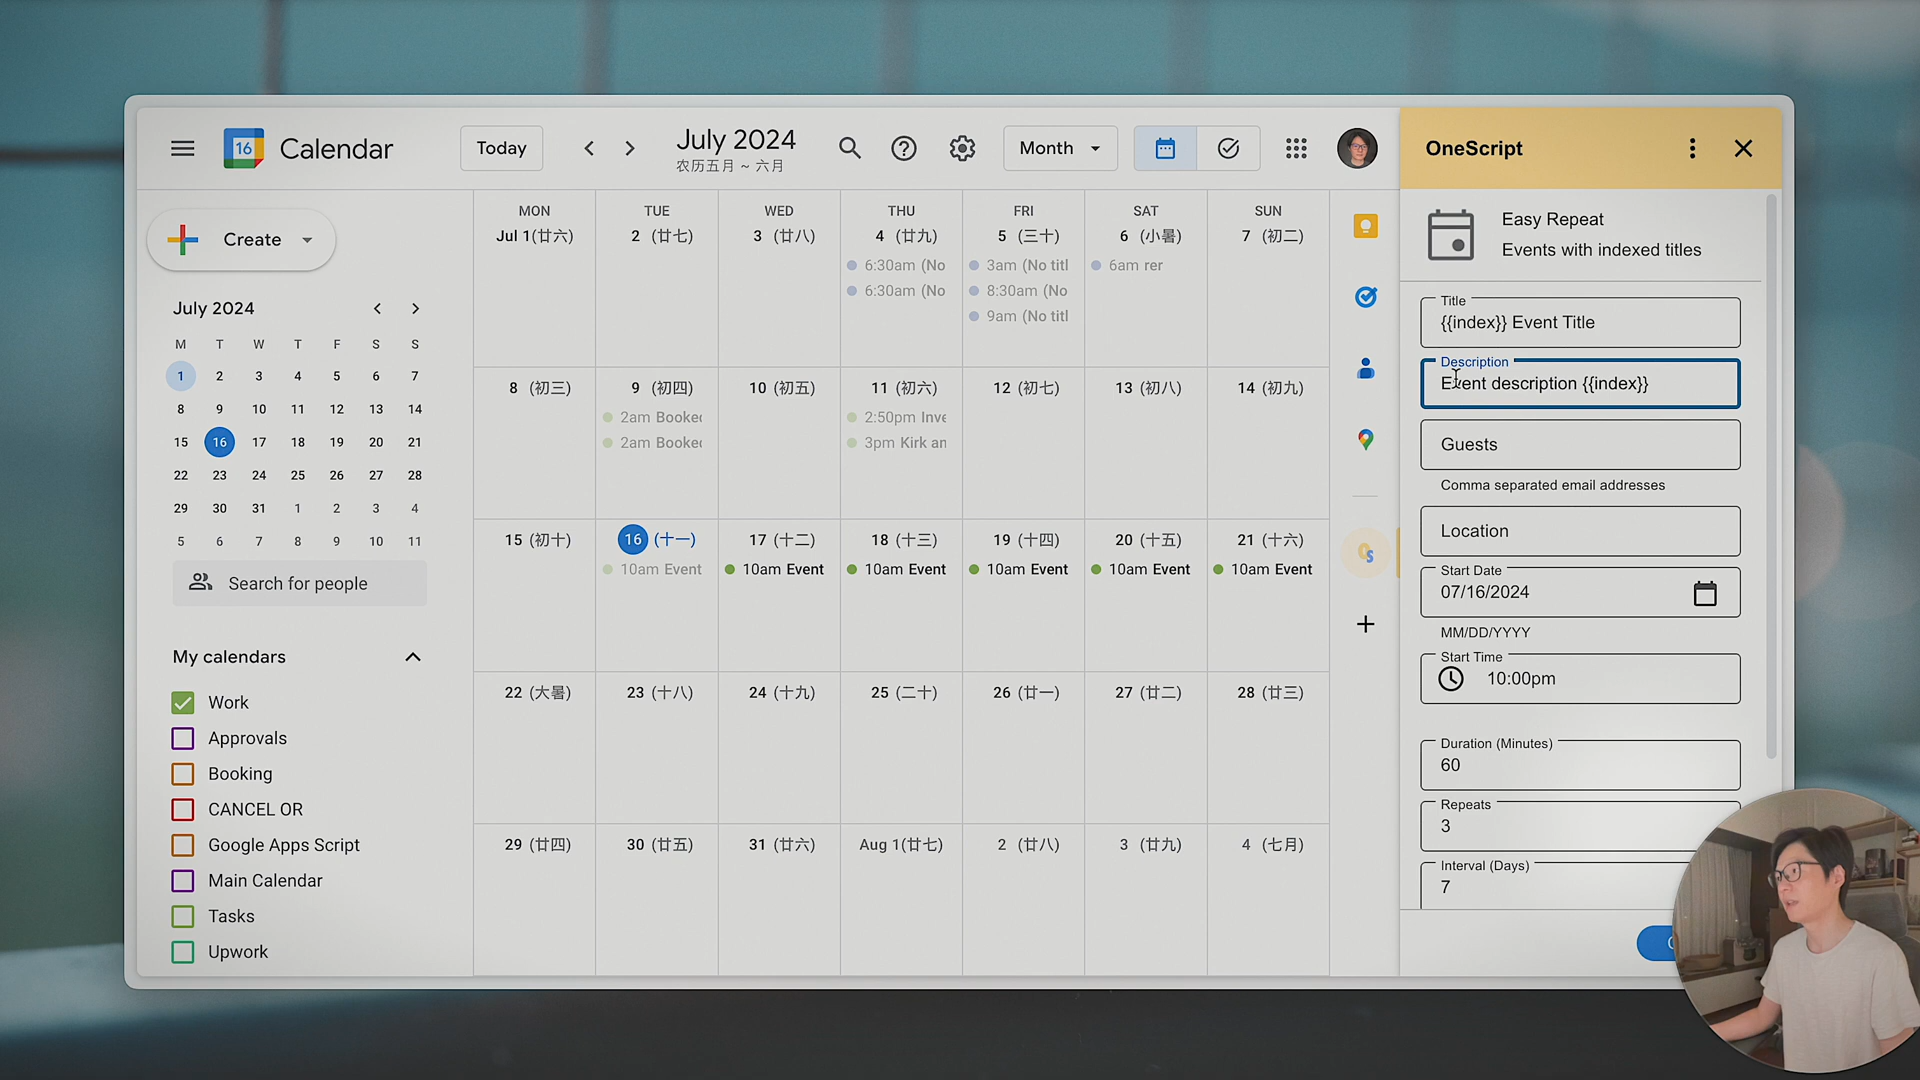 16
Calendar
Today
July 2024
农历五月 ~ 六月
Month
OneScript
Create
July 2024
M T W T F S S
1 2 3 4 5 6 7
8 9 10 11 12 13 14
15 16 17 18 19 20 21
22 23 24 25 26 27 28
29 30 31 1 2 3 4
5 6 7 8 9 10 11
Search for people
My calendars
Work
Approvals
Booking
CANCEL OR
Google Apps Script
Main Calendar
Tasks
Upwork
MON TUE WED THU FRI SAT SUN
Jul 1(廿六) 2 (廿七) 3 (廿八) 4 (廿九) 5 (三十) 6 (小暑) 7 (初二)
6:30am (No 3am (No titl 6am rer
6:30am (No 8:30am (No
9am (No titl
8 (初三) 9 (初四) 10 (初五) 11 (初六) 12 (初七) 13 (初八) 14 (初九)
2am Booked 2:50pm Inve
2am Booked 3pm Kirk an
15 (初十) 16 (十一) 17 (十二) 18 (十三) 19 (十四) 20 (十五) 21 (十六)
10am Event 10am Event 10am Event 10am Event 10am Event 10am Event
22 (大暑) 23 (十八) 24 (十九) 25 (二十) 26 (廿一) 27 (廿二) 28 (廿三)
29 (廿四) 30 (廿五) 31 (廿六) Aug 1(廿七) 2 (廿八) 3 (廿九) 4 (七月)
Easy Repeat
Events with indexed titles
Title
{{index}} Event Title
Description
Event description {{index}}
Guests
Comma separated email addresses
Location
Start Date
07/16/2024
MM/DD/YYYY
Start Time
10:00pm
Duration (Minutes)
60
Repeats
3
Interval (Days)
7